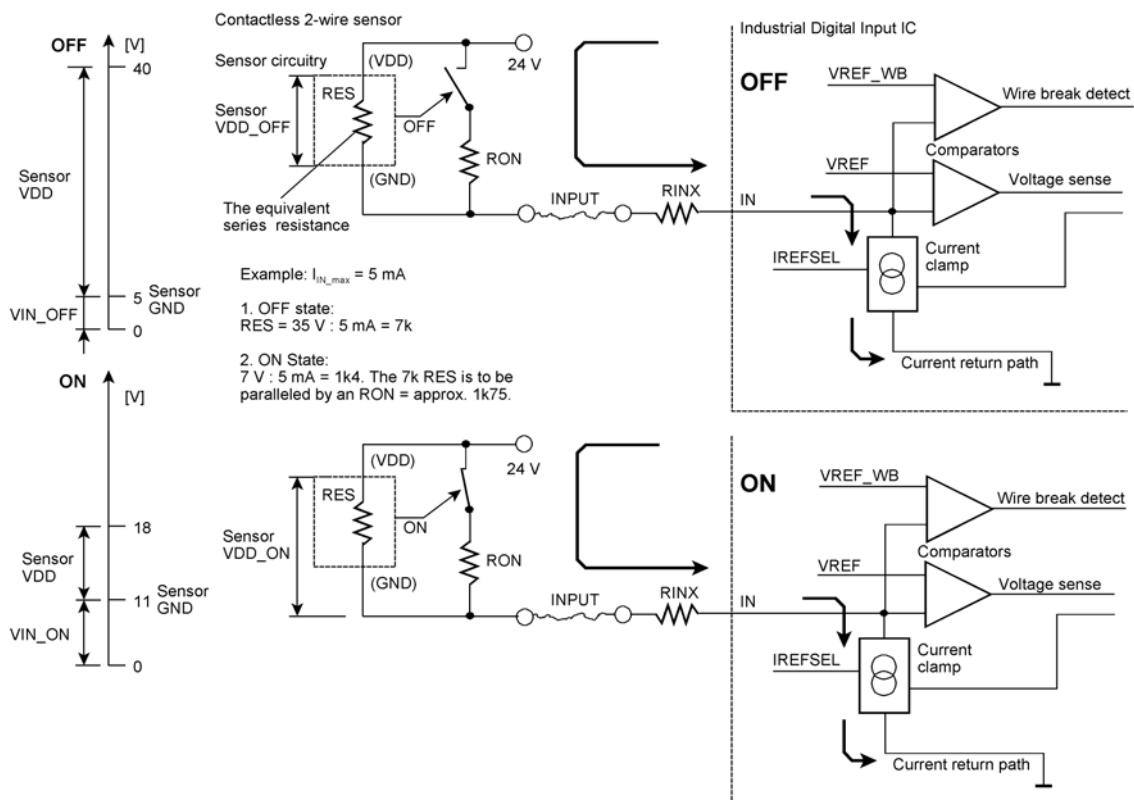 Contactless 2-wire sensor
OFF
[V]
40
Sensor
VDD
5
Sensor
GND
VIN_OFF
0
Sensor circuitry
(VDD)
24 V
RES
Sensor
VDD_OFF
OFF
RON
(GND)
The equivalent
series resistance
INPUT
RINX
Industrial Digital Input IC
OFF
VREF_WB
Wire break detect
Comparators
VREF
Voltage sense
IN
IREFSEL
Current
clamp
Current return path
Example: I_IN_max = 5 mA
1. OFF state:
RES = 35 V : 5 mA = 7k
2. ON State:
7 V : 5 mA = 1k4. The 7k RES is to be
paralleled by an RON = approx. 1k75.
ON
[V]
18
Sensor
VDD
11
Sensor
GND
VIN_ON
0
(VDD)
24 V
RES
Sensor
VDD_ON
ON
RON
(GND)
INPUT
RINX
ON
VREF_WB
Wire break detect
Comparators
VREF
Voltage sense
IN
IREFSEL
Current
clamp
Current return path